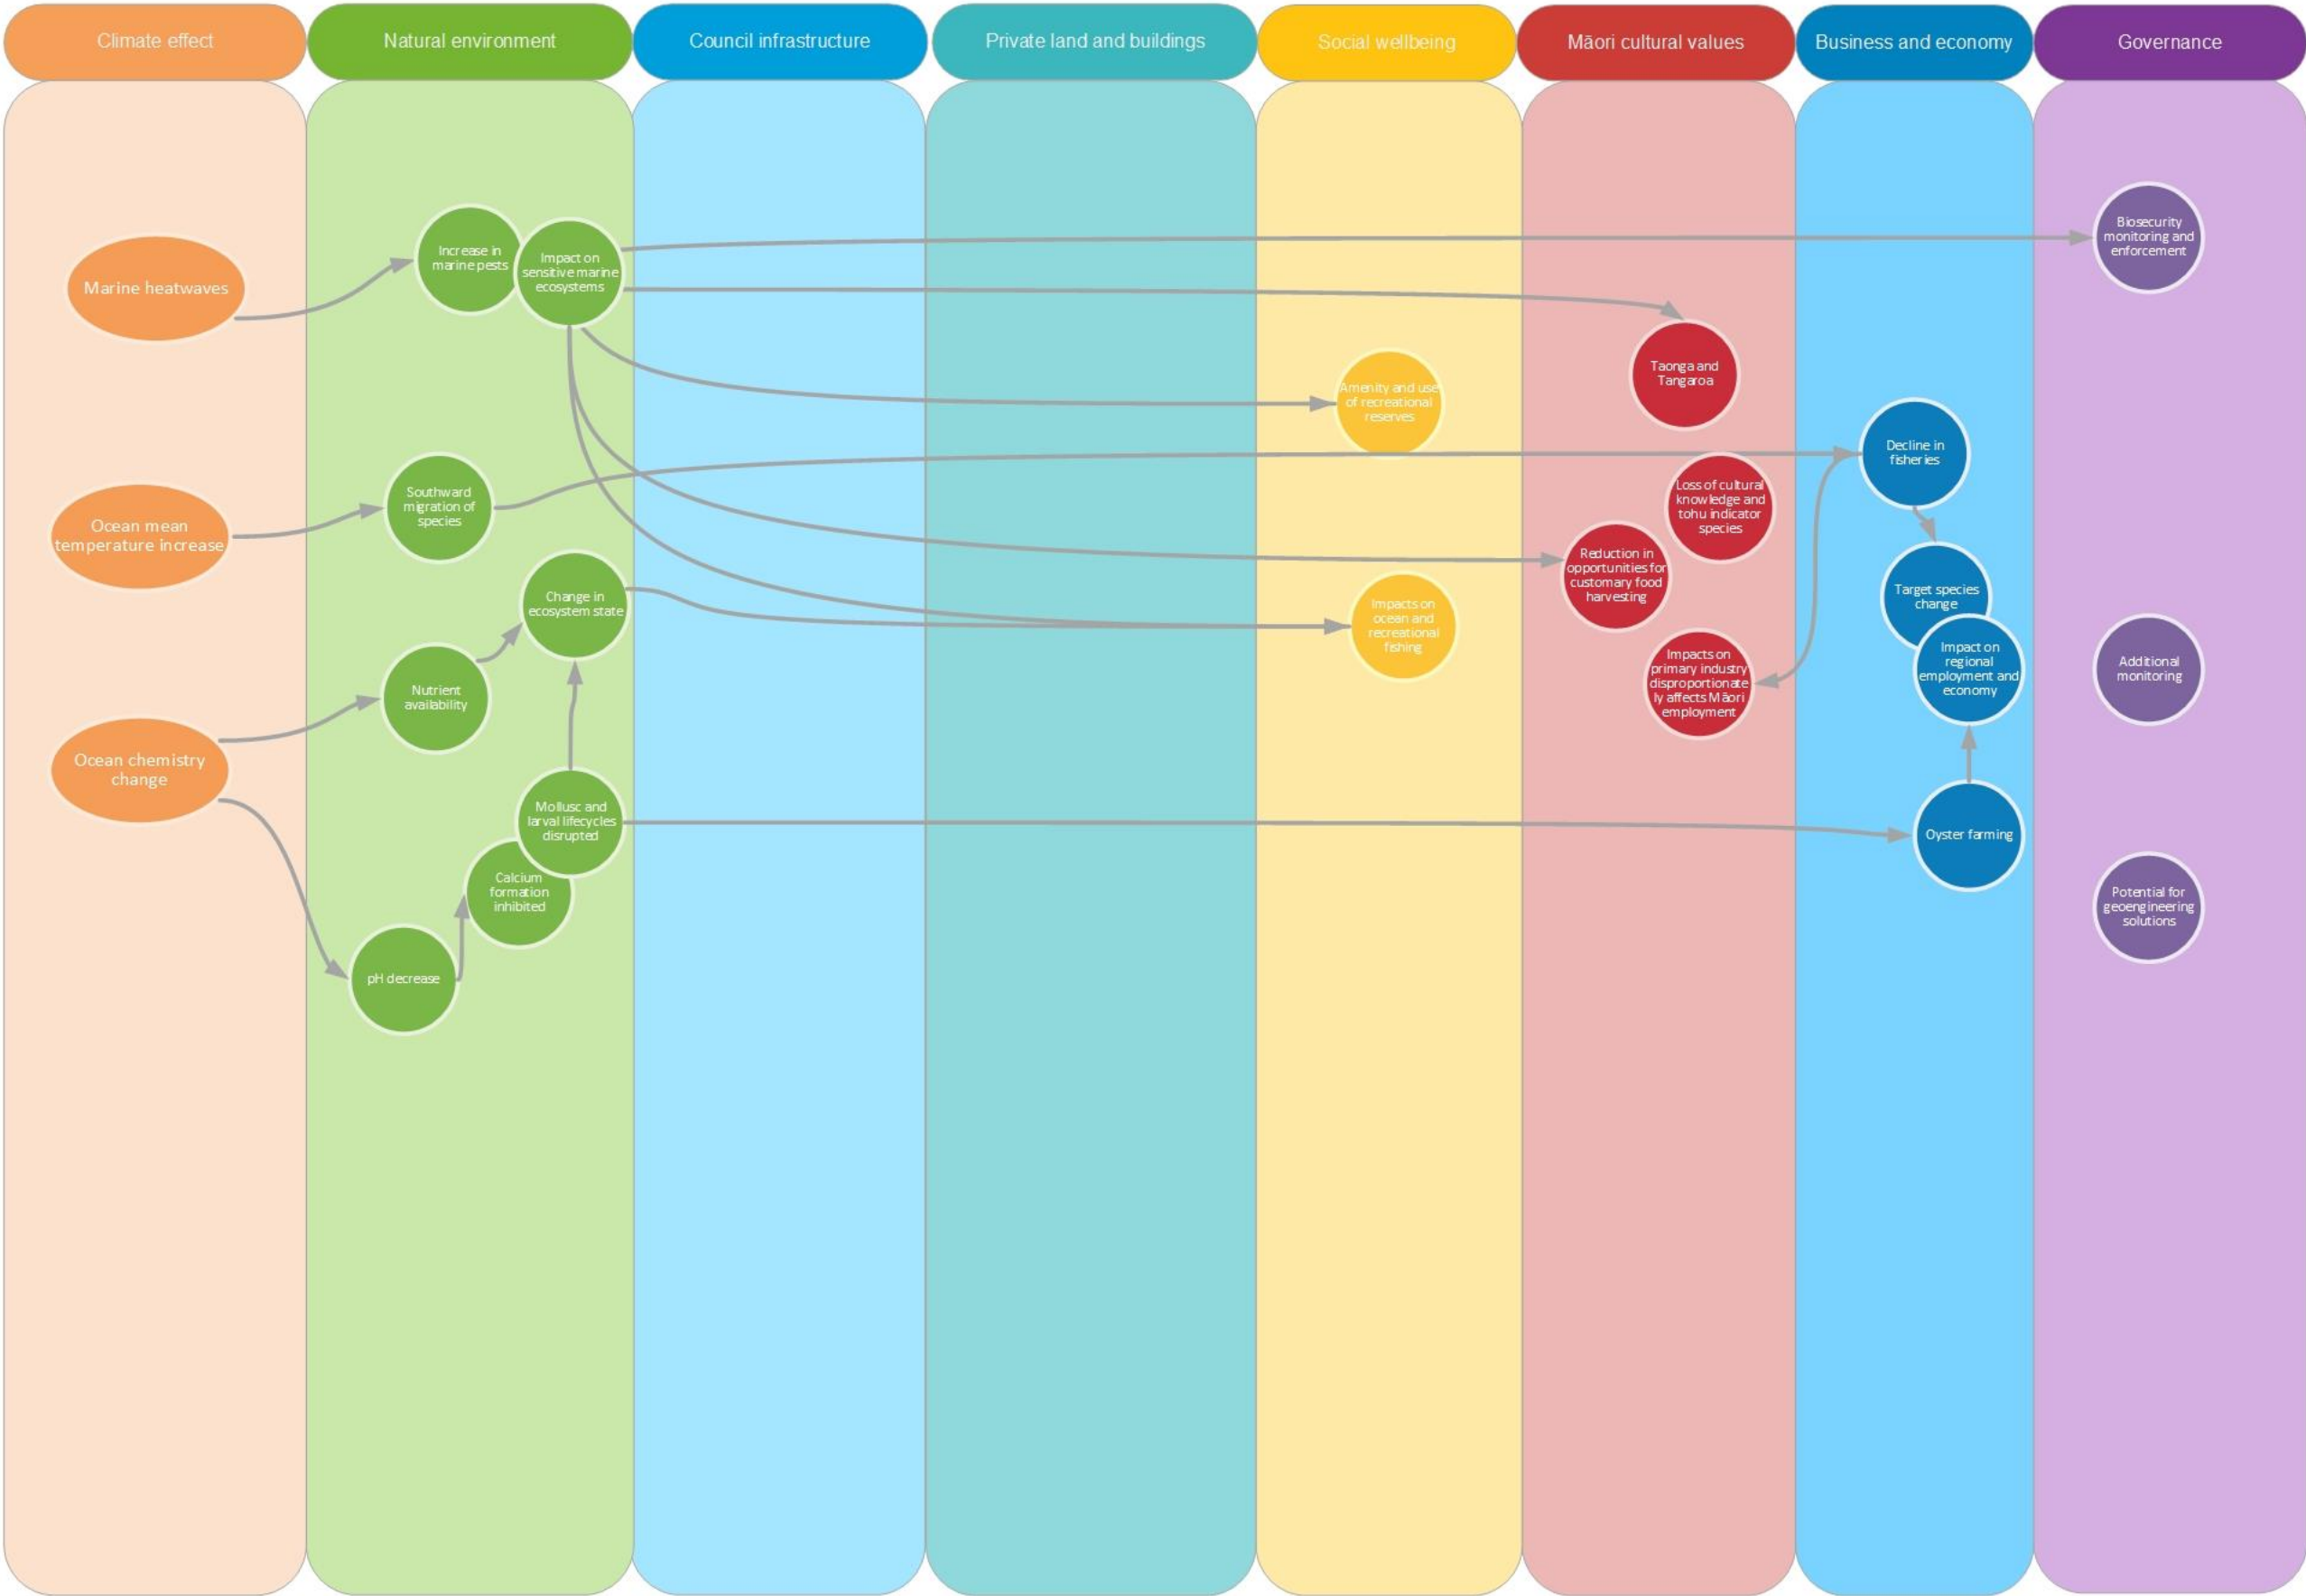 Climate effect
Natural environment
Council infrastructure
Private land and buildings
Social wellbeing
Māori cultural values
Business and economy
Governance
Marine heatwaves
Ocean mean
temperature increase
Ocean chemistry
change
Increase in
marine pests
Impact on
sensitive marine
ecosystems
Southward
migration of
species
Change in
ecosystem state
Nutrient
availability
Mollusc and
larval lifecycles
disrupted
Calcium
formation
inhibited
pH decrease
Amenity and use
of recreational
reserves
Impacts on
ocean and
recreational
fishing
Taonga and
Tangaroa
Loss of cultural
knowledge and
tohu indicator
species
Reduction in
opportunities for
customary food
harvesting
Impacts on
primary industry
disproportionate
ly affects Māori
employment
Decline in
fisheries
Target species
change
Impact on
regional
employment and
economy
Oyster farming
Biosecurity
monitoring and
enforcement
Additional
monitoring
Potential for
geoengineering
solutions